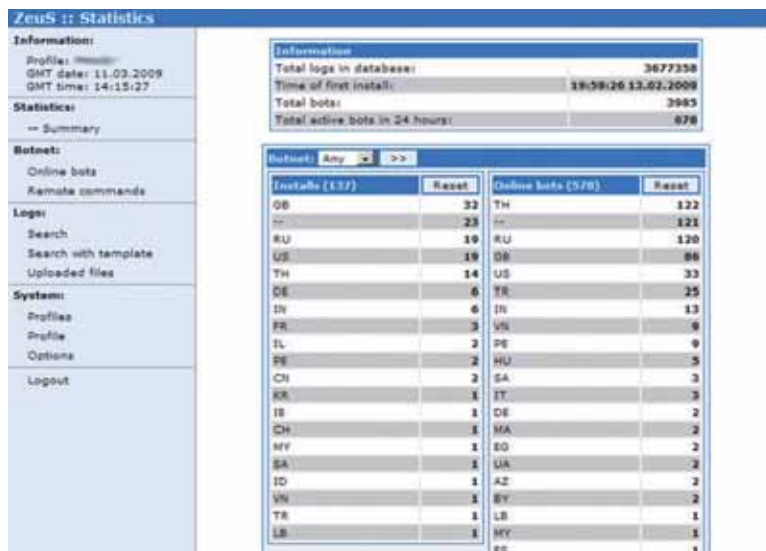 ZeuS :: Statistics
Information:
Profile:
GMT date: 11.03.2009
GMT time: 14:15:27
Statistics:
-- Summary
Botnet:
Online bots
Remote commands
Logs:
Search
Search with template
Uploaded files
System:
Profiles
Profile
Options
Logout
Information
Total logs in database: 3677358
Time of first install: 19:59:26 13.02.2009
Total bots: 3985
Total active bots in 24 hours:
Botnet: Any >>
Installs (137) Reset
GB 32
-- 23
RU 19
US 19
TH 14
DE 6
IN 6
FR 3
IL 2
PE 2
CN 2
KR 1
1
CH 1
MY 1
SA 1
ID 1
VN 1
TR 1
LB 1
Online bots Reset
TH 122
-- 121
RU 120
GB 86
US 33
TR 25
IN 13
VN 9
PE 9
HU 5
SA 3
IT 3
DE 2
MA 2
EG 2
UA 2
AZ 2
BY 2
LB 1
MY 1
1